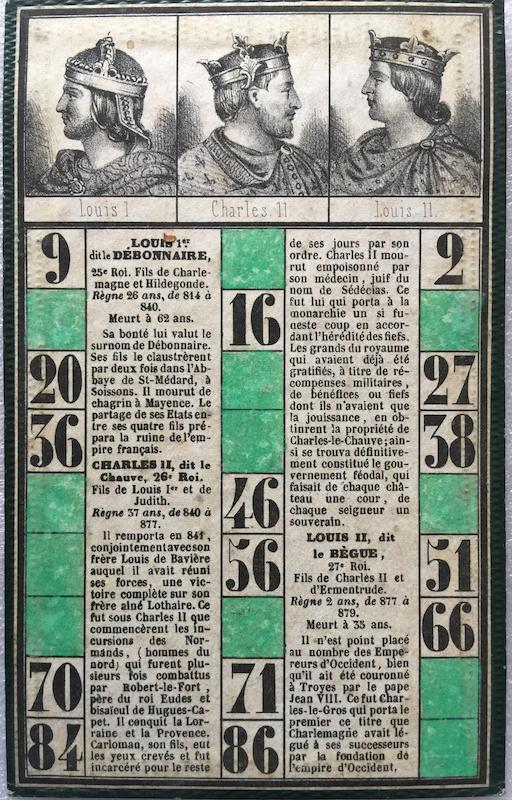 Louis I
Charles II
Louis II.
9
20
36
70
84
LOUIS 1er
dit le DÉBONNAIRE,
25e Roi. Fils de Charle-
magne et Hildegonde.
Règne 26 ans, de 814 à
840.
Meurt à 62 ans.
Sa bonté lui valut le
surnom de Débonnaire.
Ses fils le claustrèrent
par deux fois dans l'Ab-
baye de St-Médard, à
Soissons. Il mourut de
chagrin à Mayence. Le
partage de ses Etats en-
tre ses quatre fils pré-
para la ruine de l'em-
pire français.
CHARLES II, dit le
Chauve, 26e Roi.
Fils de Louis Ier et de
Judith.
Règne 37 ans, de 840 à
877.
Il remporta en 841,
conjointement avec son
frère Louis de Bavière
auquel il avait réuni
ses forces, une vic-
toire complète sur son
frère ainé Lothaire. Ce
fut sous Charles II que
commencèrent les in-
cursions des Nor-
mands, (hommes du
nord) qui furent plu-
sieurs fois combattus
par Robert-le-Fort,
père du roi Eudes et
bisaïeul de Hugues-Ca-
pet. Il conquit la Lor-
raine et la Provence.
Carloman, son fils, eut
les yeux crevés et fut
incarcéré pour le reste
16
46
56
71
86
de ses jours par son
ordre. Charles II mou-
rut empoisonné par
son médecin, juif du
nom de Sédécias. Ce
fut lui qui porta à la
monarchie un si fu-
neste coup en accor-
dant l'hérédité des fiefs.
Les grands du royaume
qui avaient déjà été
gratifiés, à titre de ré-
compenses militaires,
de bénéfices ou fiefs
dont ils n'avaient que
la jouissance, en ob-
tinrent la propriété de
Charles-le-Chauve; ain-
si se trouva définitive-
ment constitué le gou-
vernement féodal, qui
faisait de chaque châ-
teau une cour, de
chaque seigneur un
souverain.
LOUIS II, dit
le BÈGUE,
27e Roi.
Fils de Charles II et
d'Ermentrude.
Règne 2 ans, de 877 à
879.
Meurt à 35 ans.
Il n'est point placé
au nombre des Empe-
reurs d'Occident, bien
qu'il ait été couronné
à Troyes par le pape
Jean VIII. Ce fut Char-
les-le-Gros qui porta le
premier ce titre que
Charlemagne avait lé-
gué à ses successeurs
par la fondation de
l'empire d'Occident.
2
27
38
51
66